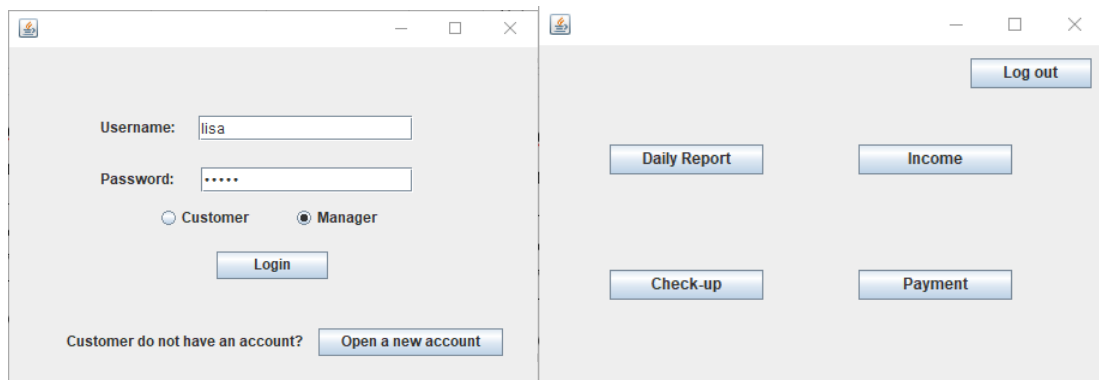 Username: lisa
Password: •••••
Customer Manager
Login
Customer do not have an account? Open a new account
Log out
Daily Report Income
Check-up Payment